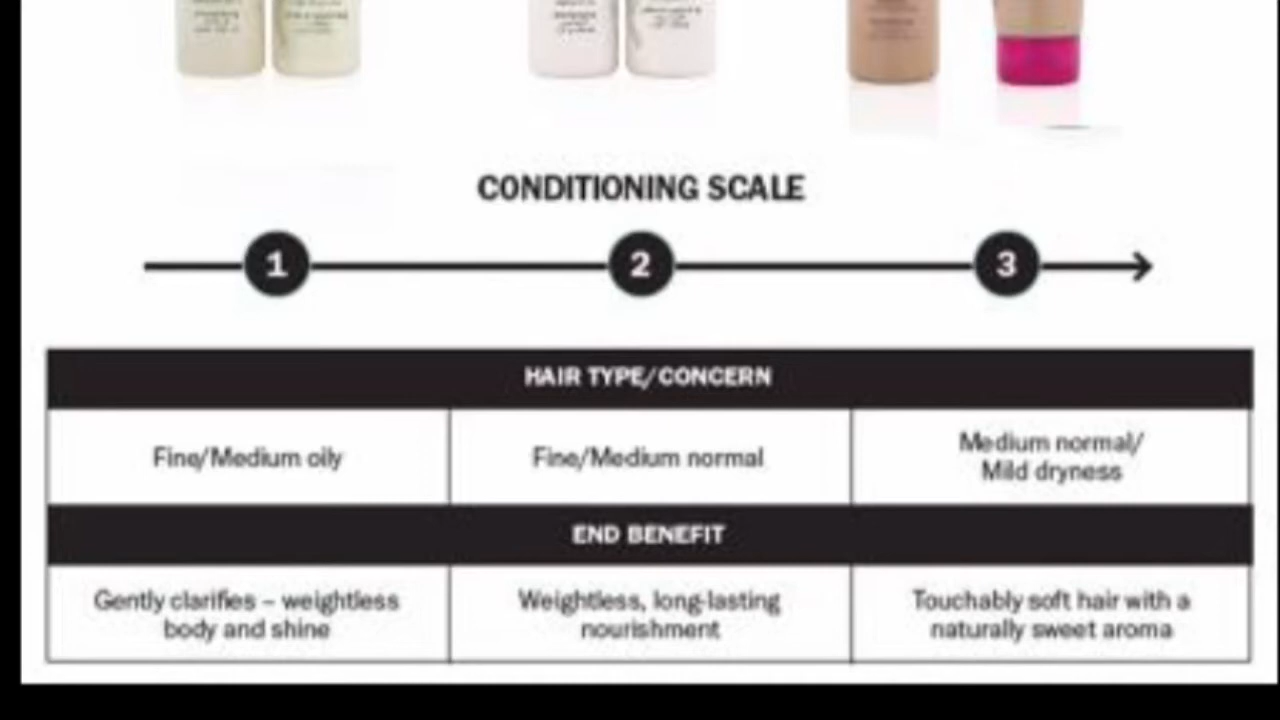 CONDITIONING SCALE
1 2 3
HAIR TYPE/CONCERN
Fine/Medium oily
Fine/Medium normal
Medium normal/
Mild dryness
END BENEFIT
Gently clarifies – weightless
body and shine
Weightless, long-lasting
nourishment
Touchably soft hair with a
naturally sweet aroma